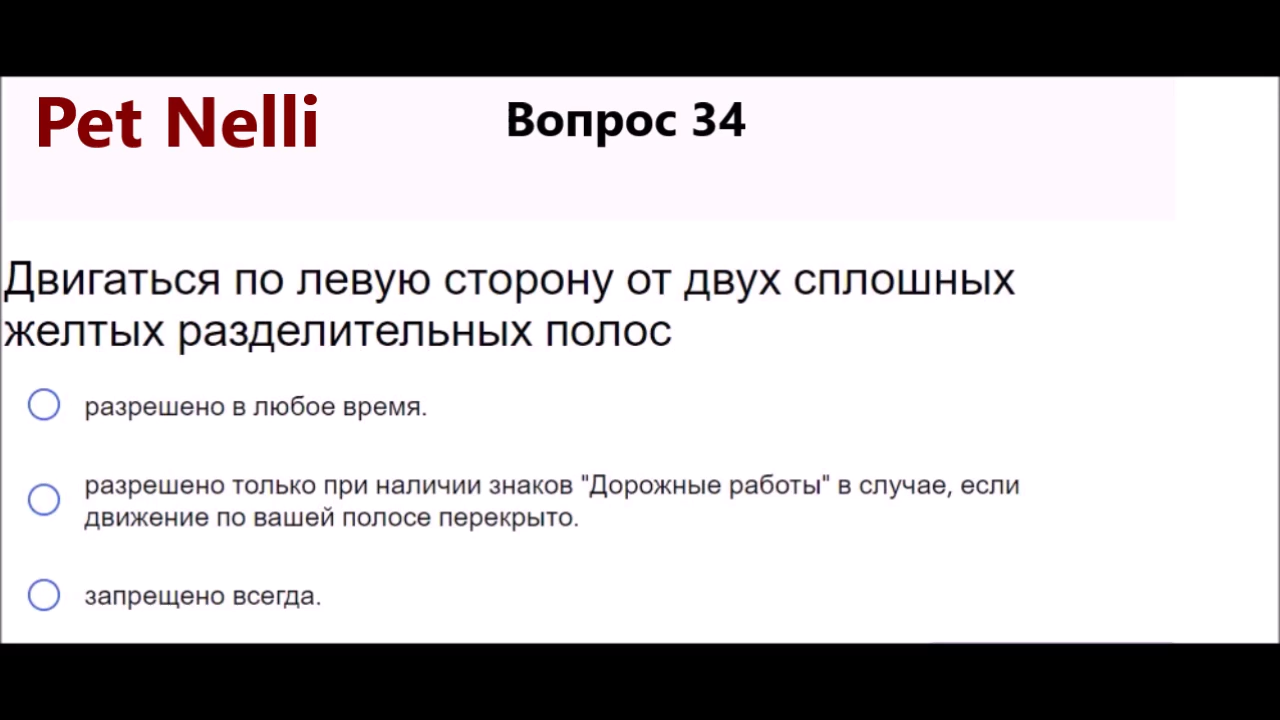 Pet Nelli
Вопрос 34
Двигаться по левую сторону от двух сплошных
желтых разделительных полос
разрешено в любое время.
разрешено только при наличии знаков "Дорожные работы" в случае, если
движение по вашей полосе перекрыто.
запрещено всегда.